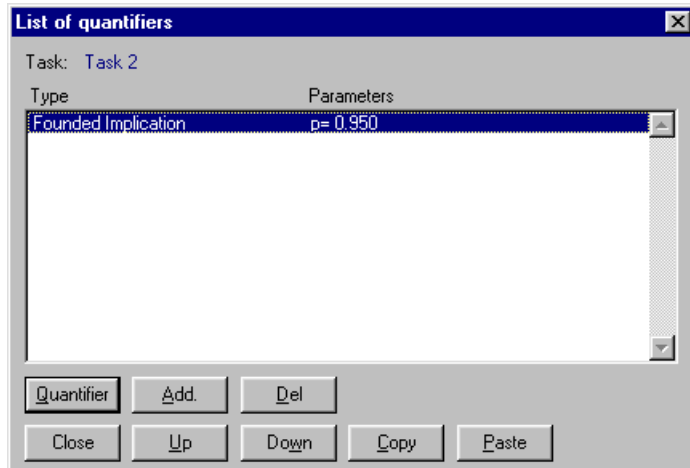 List of quantifiers
Task: Task 2
Type Parameters
Founded Implication p= 0.950
Quantifier Add. Del
Close Up Down Copy Paste